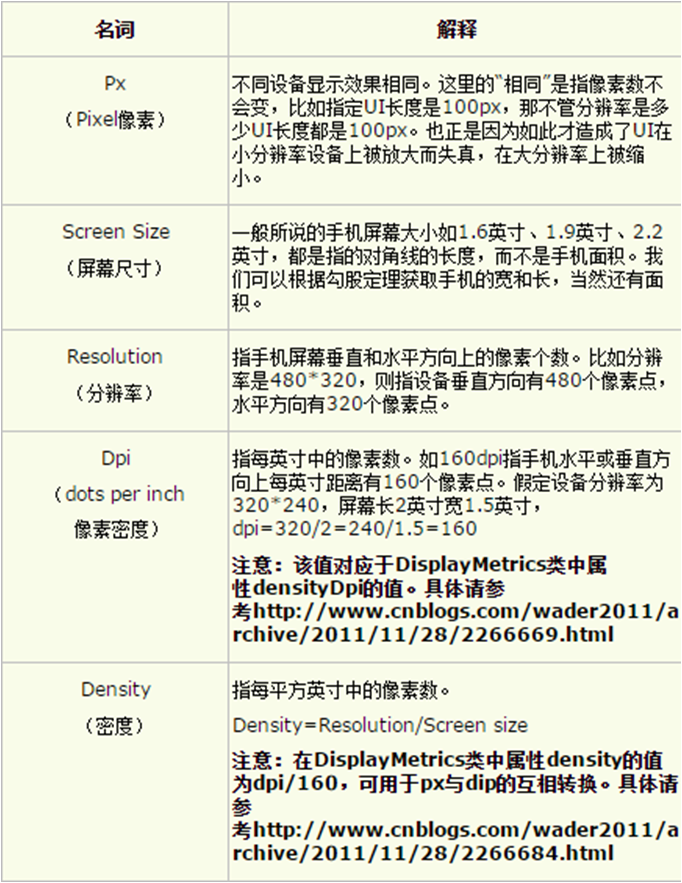 名词
解释
Px
（Pixel像素）
不同设备显示效果相同。这里的“相同”是指像素数不
会变，比如指定UI长度是100px，那不管分辨率是多
少UI长度都是100px。也正是因为如此才造成了UI在
小分辨率设备上被放大而失真，在大分辨率上被缩
小。
Screen Size
（屏幕尺寸）
一般所说的手机屏幕大小如1.6英寸、1.9英寸、2.2
英寸，都是指的对角线的长度，而不是手机面积。我
们可以根据勾股定理获取手机的宽和长，当然还有面
积。
Resolution
（分辨率）
指手机屏幕垂直和水平方向上的像素个数。比如分辨
率是480*320，则指设备垂直方向有480个像素点，
水平方向有320个像素点。
Dpi
（dots per inch
像素密度）
指每英寸中的像素数。如160dpi指手机水平或垂直方
向上每英寸距离有160个像素点。假定设备分辨率为
320*240，屏幕长2英寸宽1.5英寸，
dpi=320/2=240/1.5=160
注意：该值对应于DisplayMetrics类中属
性densityDpi的值。具体请参
考http://www.cnblogs.com/wader2011/a
rchive/2011/11/28/2266669.html
Density
（密度）
指每平方英寸中的像素数。
Density=Resolution/Screen size
注意：在DisplayMetrics类中属性density的值
为dpi/160，可用于px与dip的互相转换。具体请
参
考http://www.cnblogs.com/wader2011/a
rchive/2011/11/28/2266684.html